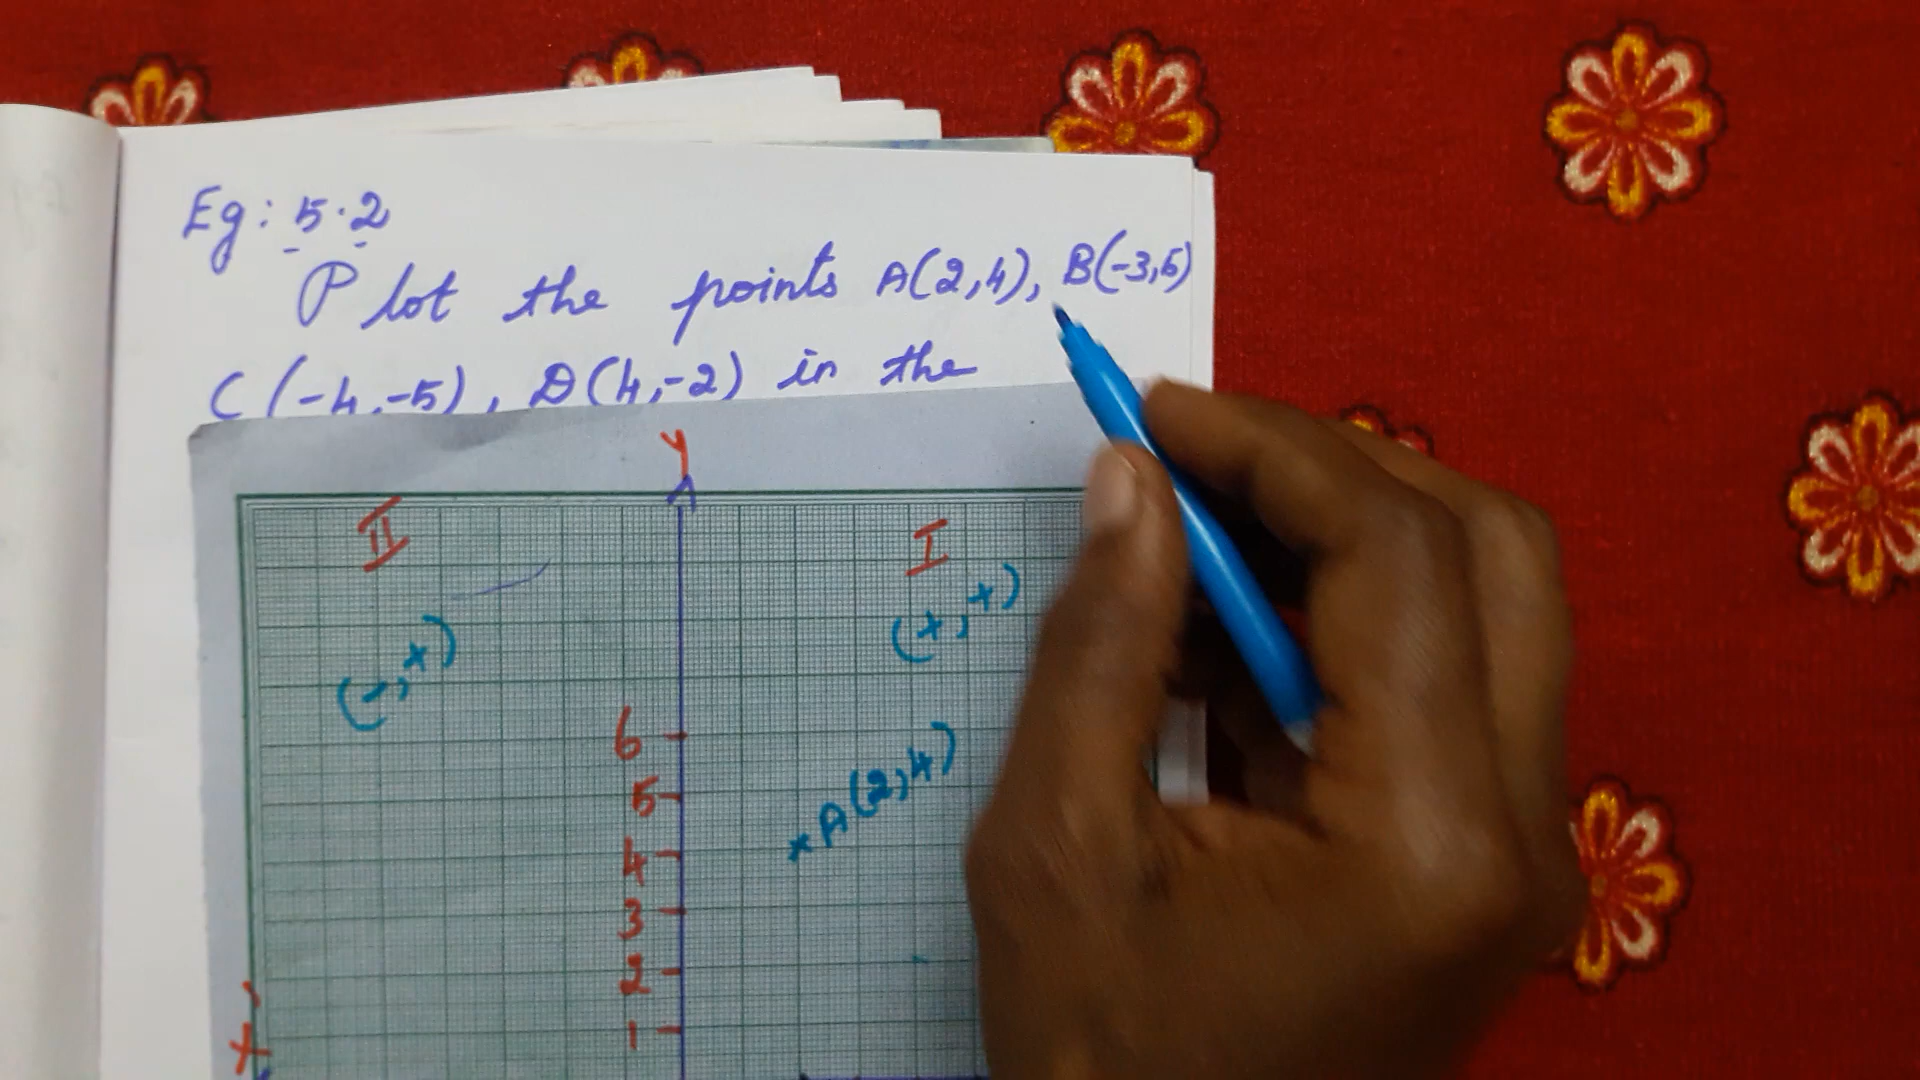 Eg: 5.2
Plot the points A(2,4), B(-3,5)
C(-4,-5), D(4,-2) in the
Y
II
I
(-,+)
(+,+)
6
5
4
3
2
1
A(2,4)
X'